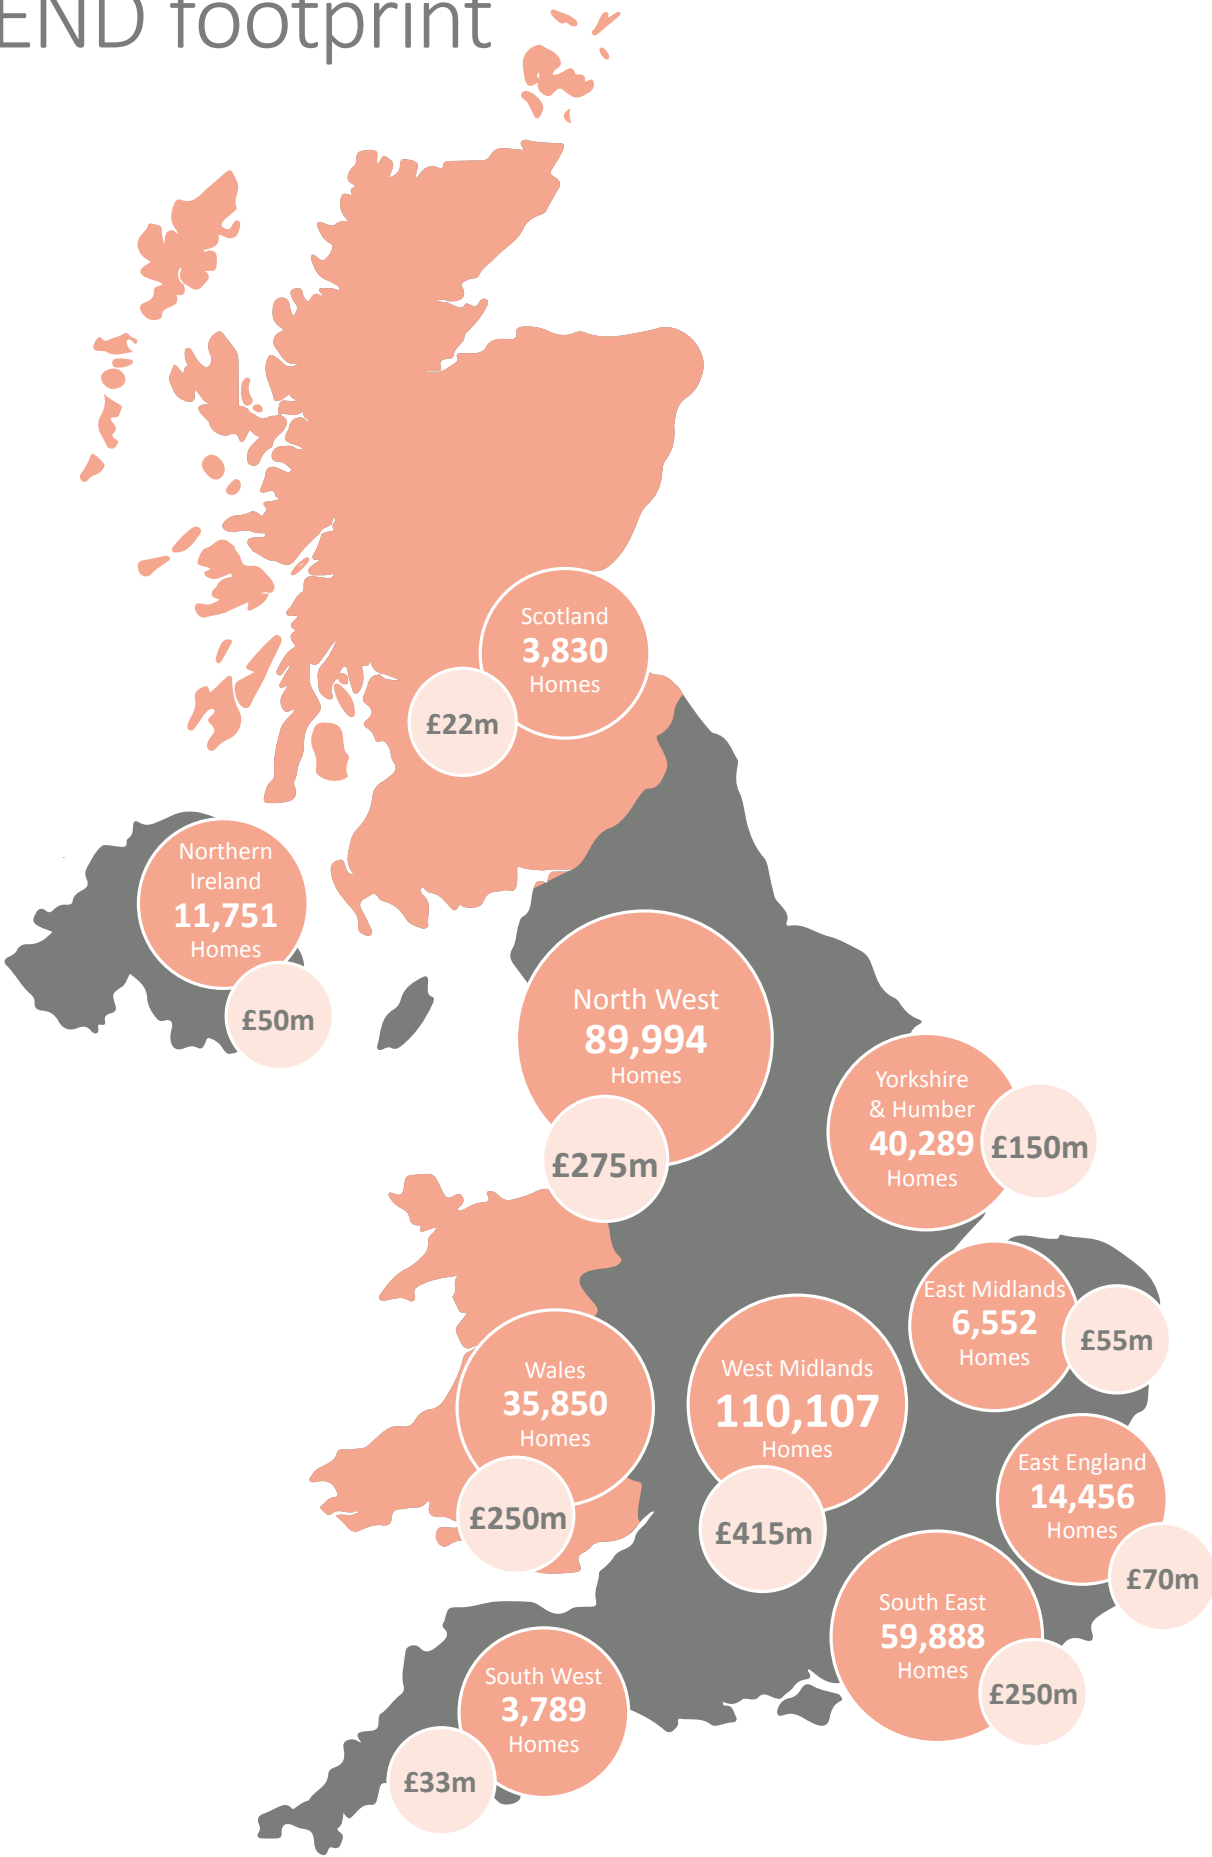 END footprint
Scotland
3,830
Homes
£22m
Northern
Ireland
11,751
Homes
£50m
North West
89,994
Homes
£275m
Yorkshire
& Humber
40,289
Homes
£150m
East Midlands
6,552
Homes
£55m
Wales
35,850
Homes
£250m
West Midlands
110,107
Homes
£415m
East England
14,456
Homes
£70m
South East
59,888
Homes
£250m
South West
3,789
Homes
£33m